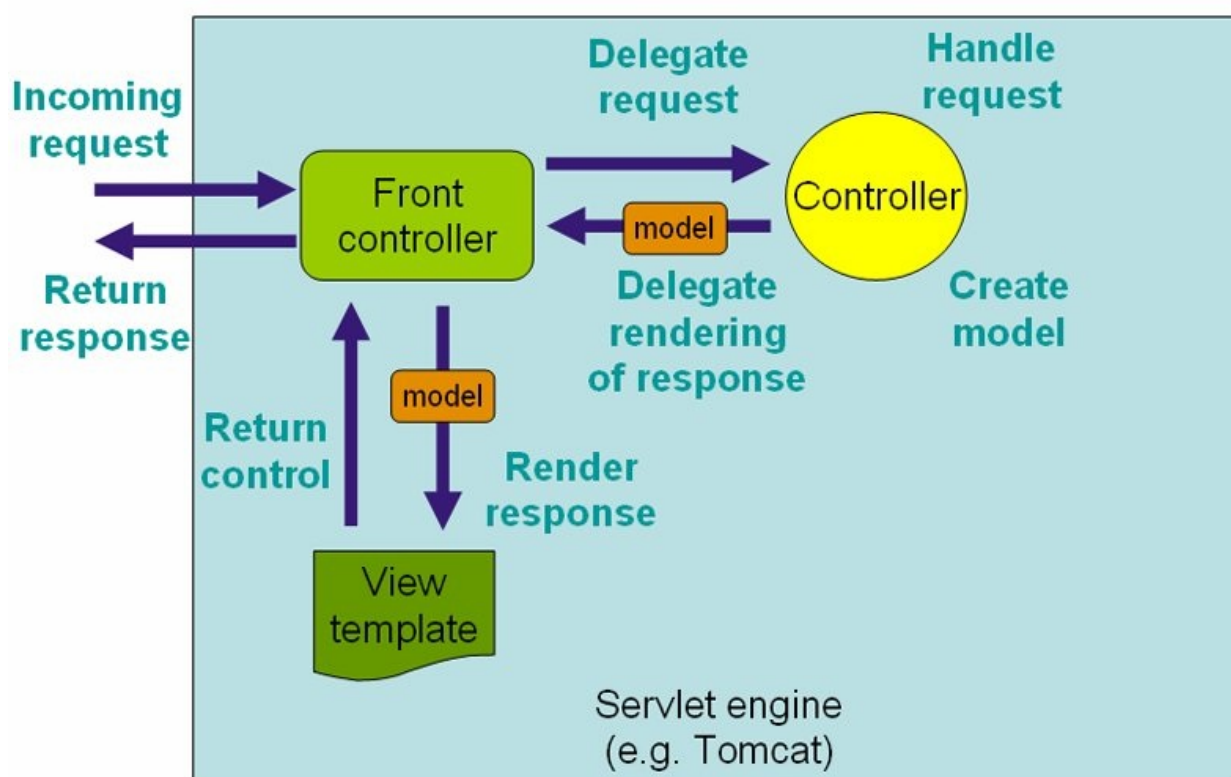 Incoming
request
Return
response
Front
controller
Delegate
request
Handle
request
Controller
model
Delegate
rendering
of response
Create
model
model
Return
control
Render
response
View
template
Servlet engine
(e.g. Tomcat)